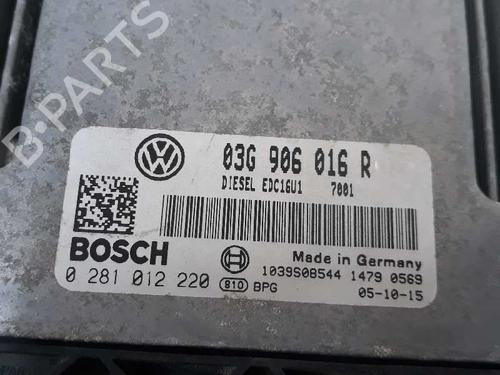 B-PARTS
03G 906 016 R
DIESEL EDC16U1 7001
BOSCH
Made in Germany
0 281 012 220
1039S08544 1479 0569
810 BPG
05-10-15